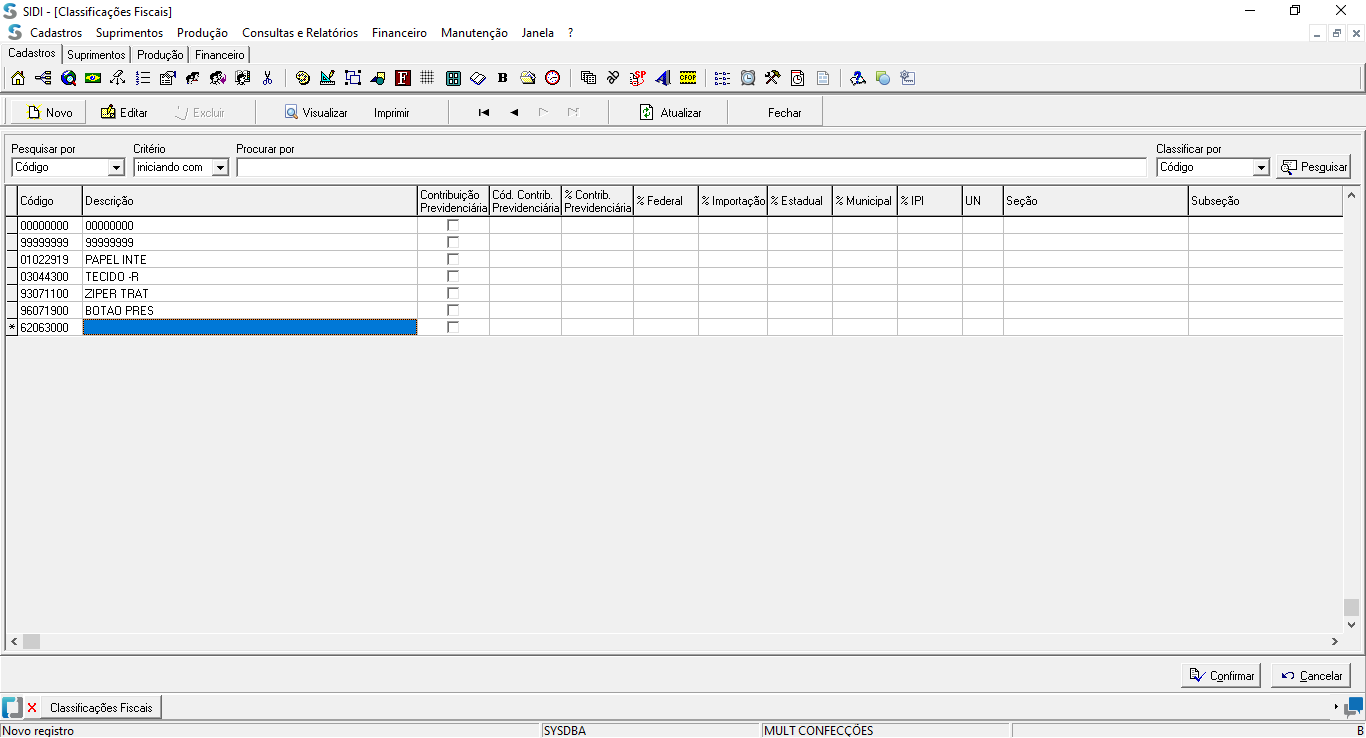 SIDI - [Classificações Fiscais]
Cadastros Suprimentos Produção Consultas e Relatórios Financeiro Manutenção Janela ?
Cadastros Suprimentos Produção Financeiro
F B SP CFOP
Novo Editar Excluir Visualizar Imprimir Atualizar Fechar
Pesquisar por Critério Procurar por Classificar por
Código iniciando com Código Pesquisar
Código Descrição Contribuição Previdenciária Cód. Contrib. Previdenciária % Contrib. Previdenciária % Federal % Importação % Estadual % Municipal % IPI UN Seção Subseção
00000000 00000000
99999999 99999999
01022919 PAPEL INTE
03044300 TECIDO -R
93071100 ZIPER TRAT
96071900 BOTAO PRES
* 62063000
Confirmar Cancelar
Classificações Fiscais
Novo registro SYSDBA MULT CONFECÇÕES B